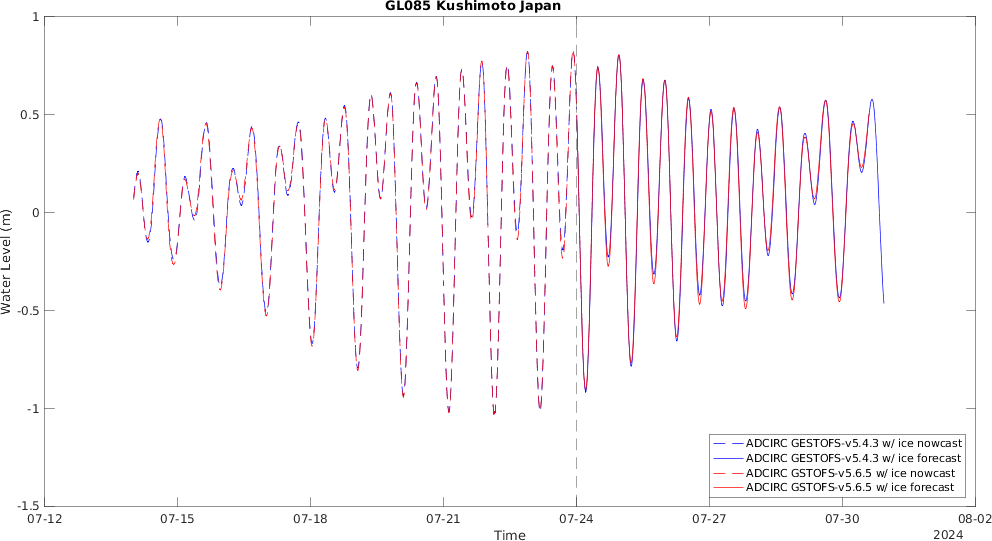 GL085 Kushimoto Japan
1
0.5
0
-0.5
-1
-1.5
Water Level (m)
07-12
07-15
07-18
07-21
07-24
07-27
07-30
08-02
Time
2024
ADCIRC GESTOFS-v5.4.3 w/ ice nowcast
ADCIRC GESTOFS-v5.4.3 w/ ice forecast
ADCIRC GSTOFS-v5.6.5 w/ ice nowcast
ADCIRC GSTOFS-v5.6.5 w/ ice forecast